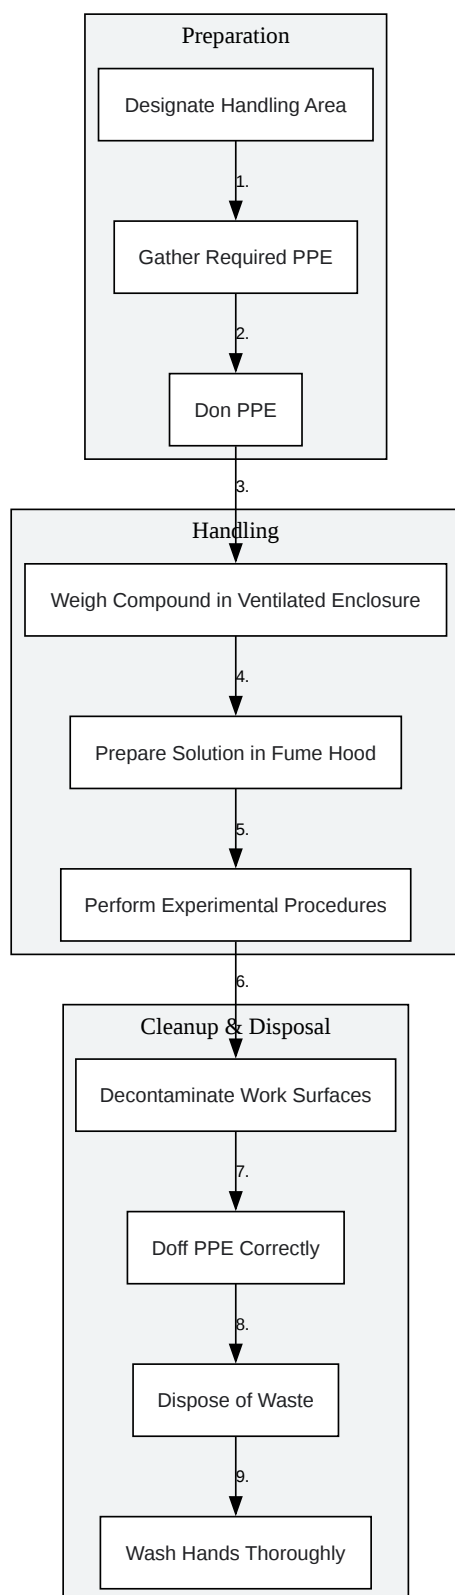 Preparation
Designate Handling Area
1.
Gather Required PPE
2.
Don PPE
3.
Handling
Weigh Compound in Ventilated Enclosure
4.
Prepare Solution in Fume Hood
5.
Perform Experimental Procedures
6.
Cleanup & Disposal
Decontaminate Work Surfaces
7.
Doff PPE Correctly
8.
Dispose of Waste
9.
Wash Hands Thoroughly